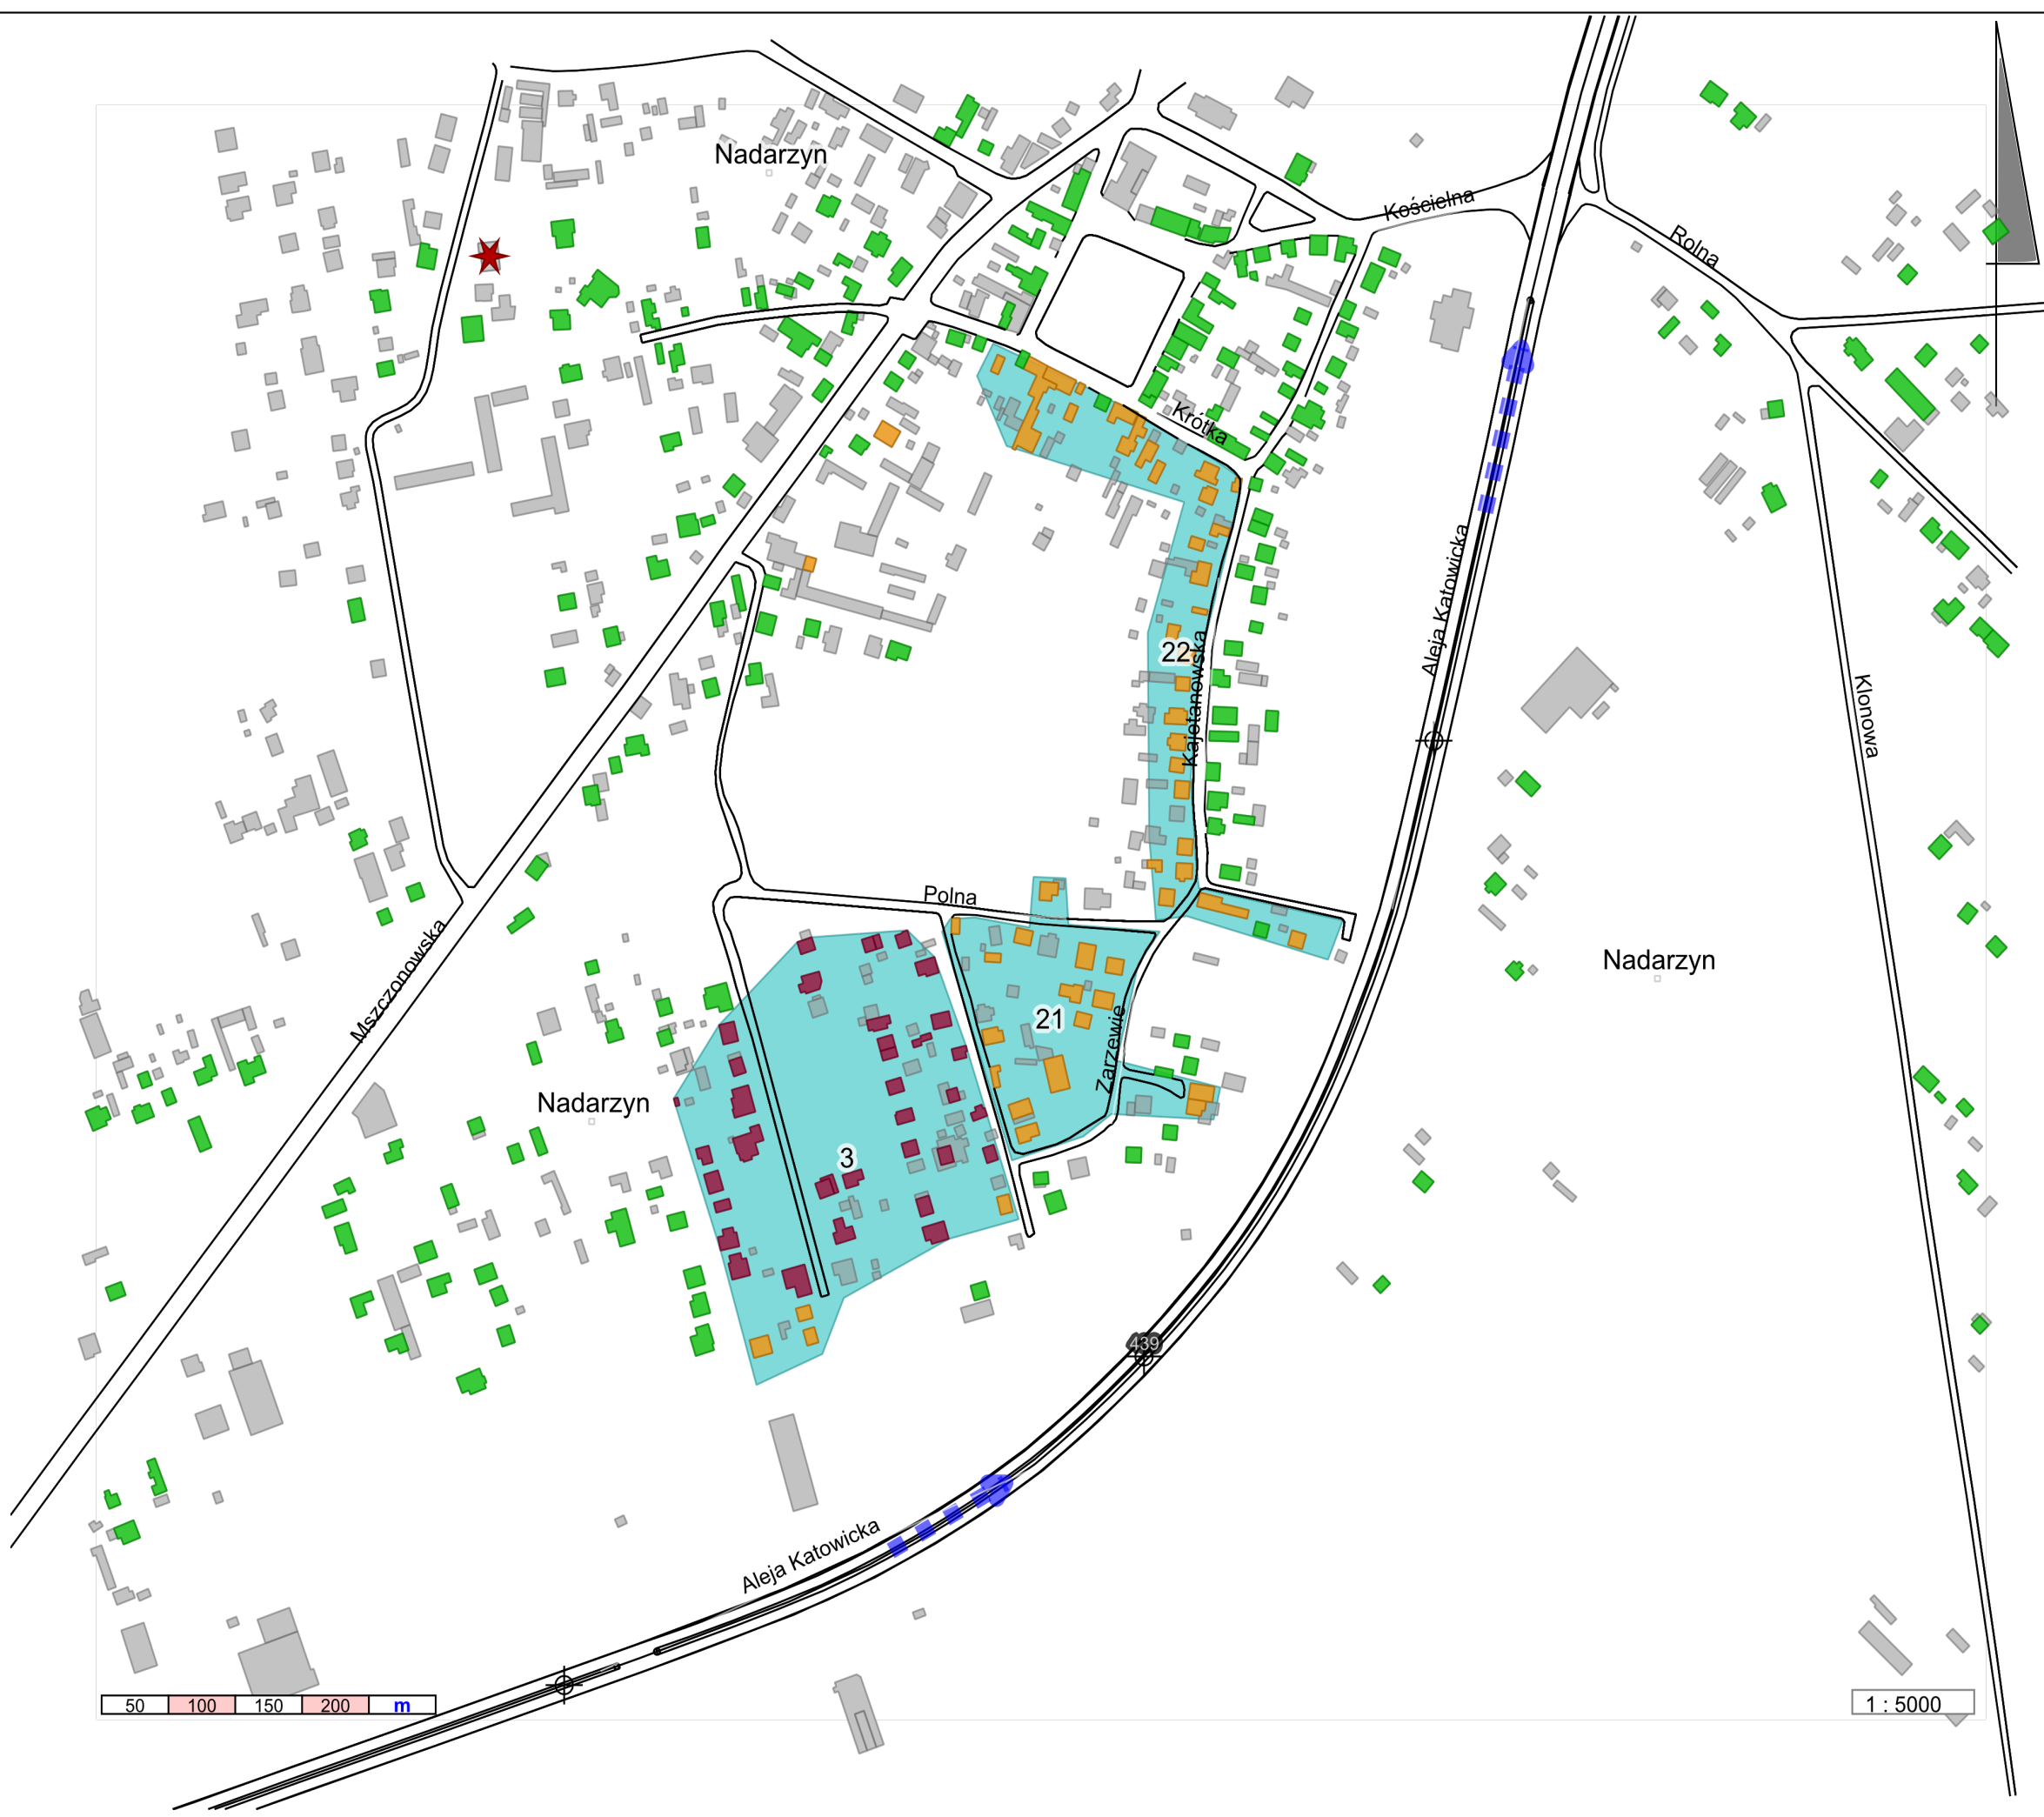 Nadarzyn
Kościelna
Rolna
Krótka
Aleja Katowicka
22
Kajetanowska
Klonowa
Polna
Mszczonowska
Nadarzyn
21
Zarzewie
Nadarzyn
3
439
Aleja Katowicka
50 100 150 200 m
1 : 5000